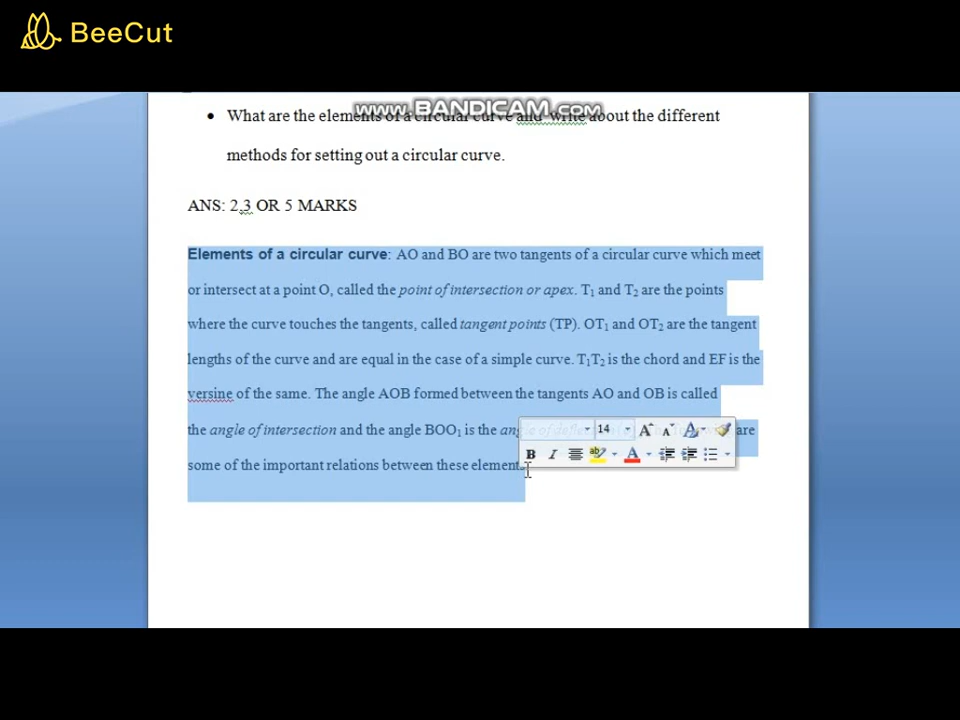 BeeCut
www.BANDICAM.COM
• What are the elements of a circular curve and write about the different
methods for setting out a circular curve.
ANS: 2,3 OR 5 MARKS
Elements of a circular curve: AO and BO are two tangents of a circular curve which meet
or intersect at a point O, called the point of intersection or apex. T₁ and T₂ are the points
where the curve touches the tangents, called tangent points (TP). OT₁ and OT₂ are the tangent
lengths of the curve and are equal in the case of a simple curve. T₁T₂ is the chord and EF is the
versine of the same. The angle AOB formed between the tangents AO and OB is called
the angle of intersection and the angle BOO₁ is the angle of are
14
some of the important relations between these elements